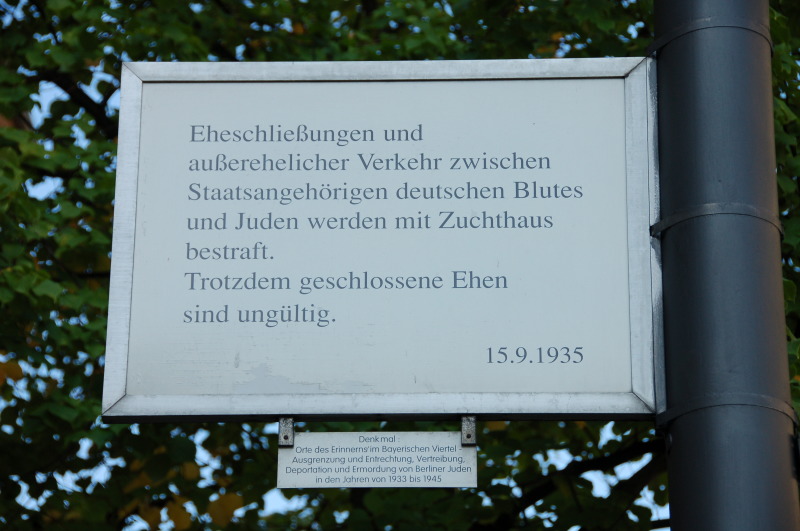 Eheschließungen und
außerehelicher Verkehr zwischen
Staatsangehörigen deutschen Blutes
und Juden werden mit Zuchthaus
bestraft.
Trotzdem geschlossene Ehen
sind ungültig.
15.9.1935
Denkmal :
Orte des Erinnerns im Bayerischen Viertel -
Ausgrenzung und Entrechtung, Vertreibung,
Deportation und Ermordung von Berliner Juden
in den Jahren von 1933 bis 1945